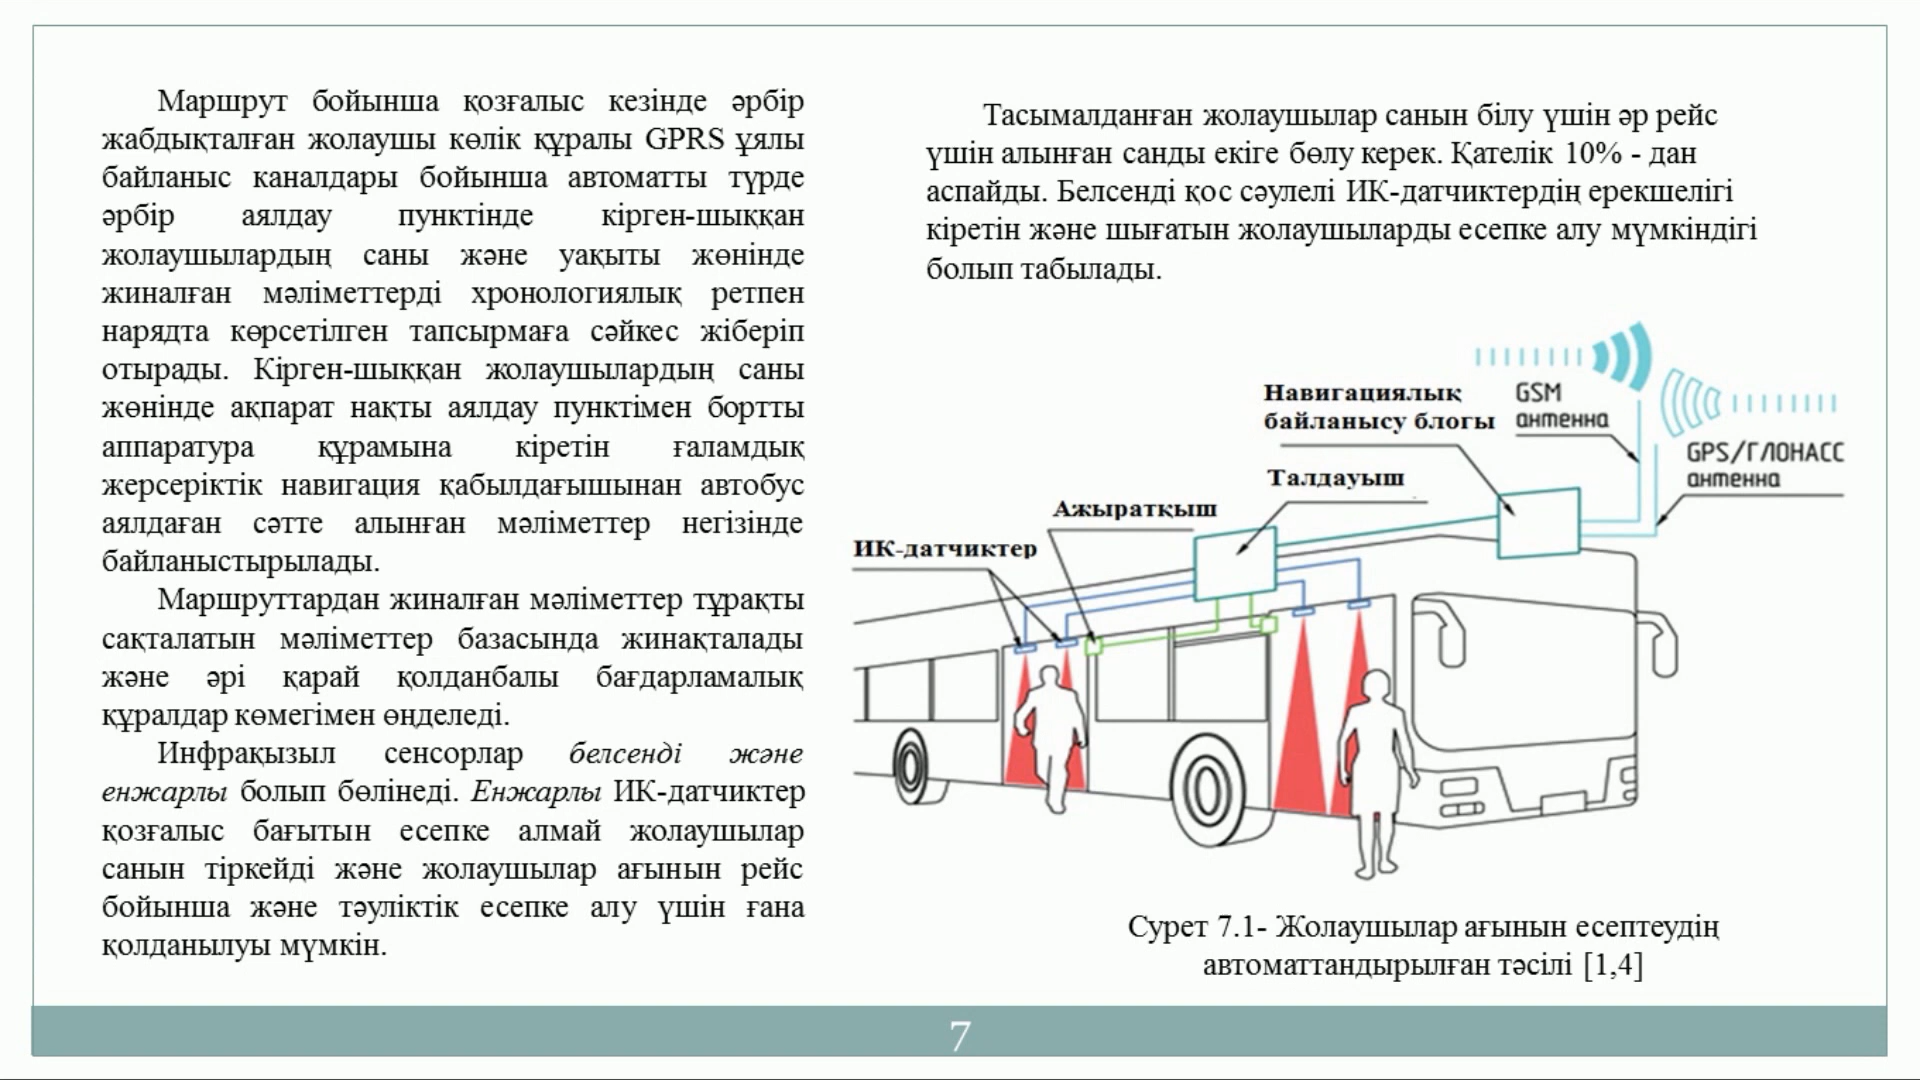 Маршрут бойынша қозғалыс кезінде әрбір
жабдықталған жолаушы көлік құралы GPRS ұялы
байланыс каналдары бойынша автоматты түрде
әрбір аялдау пунктінде кірген-шыққан
жолаушылардың саны және уақыты жөнінде
жиналған мәліметтерді хронологиялық ретпен
нарядта көрсетілген тапсырмаға сәйкес жіберіп
отырады. Кірген-шыққан жолаушылардың саны
жөнінде ақпарат нақты аялдау пунктімен бортты
аппаратура құрамына кіретін ғаламдық
жерсеріктік навигация қабылдағышынан автобус
аялдаған сәтте алынған мәліметтер негізінде
байланыстырылады.
Маршруттардан жиналған мәліметтер тұрақты
сақталатын мәліметтер базасында жинақталады
және әрі қарай қолданбалы бағдарламалық
құралдар көмегімен өңделеді.
Инфрақызыл сенсорлар белсенді және
енжарлы болып бөлінеді. Енжарлы ИК-датчиктер
қозғалыс бағытын есепке алмай жолаушылар
санын тіркейді және жолаушылар ағынын рейс
бойынша және тәуліктік есепке алу үшін ғана
қолданылуы мүмкін.
Тасымалданған жолаушылар санын білу үшін әр рейс
үшін алынған санды екіге бөлу керек. Қателік 10% - дан
аспайды. Белсенді қос сәулелі ИК-датчиктердің ерекшелігі
кіретін және шығатын жолаушыларды есепке алу мүмкіндігі
болып табылады.
Навигациялық
байланысу блогы
GSM
антенна
GPS/ГЛОНАСС
антенна
Талдауыш
Ажыратқыш
ИК-датчиктер
Сурет 7.1- Жолаушылар ағынын есептеудің
автоматтандырылған тәсілі [1,4]
7